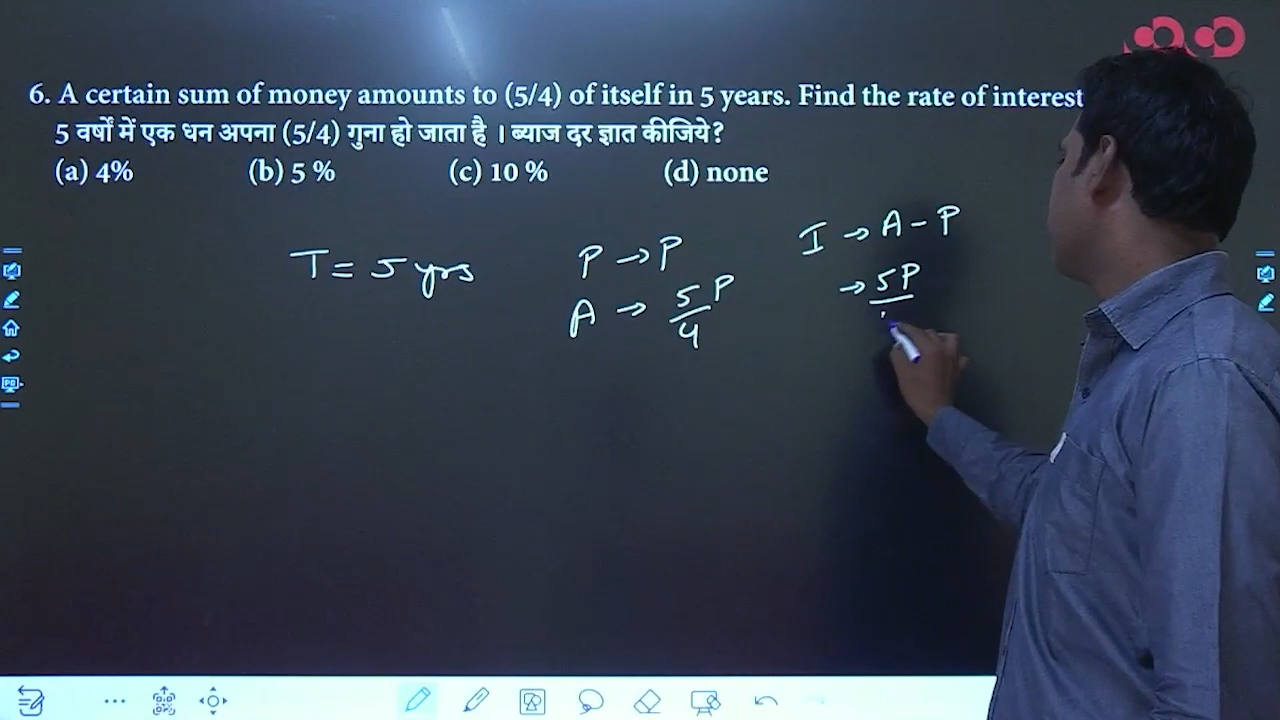 6. A certain sum of money amounts to (5/4) of itself in 5 years. Find the rate of interest
5 वर्षों में एक धन अपना (5/4) गुना हो जाता है । ब्याज दर ज्ञात कीजिये?
(a) 4% (b) 5 % (c) 10 % (d) none
T = 5 yrs
P → P
A → 5/4 P
I → A - P
→ 5P